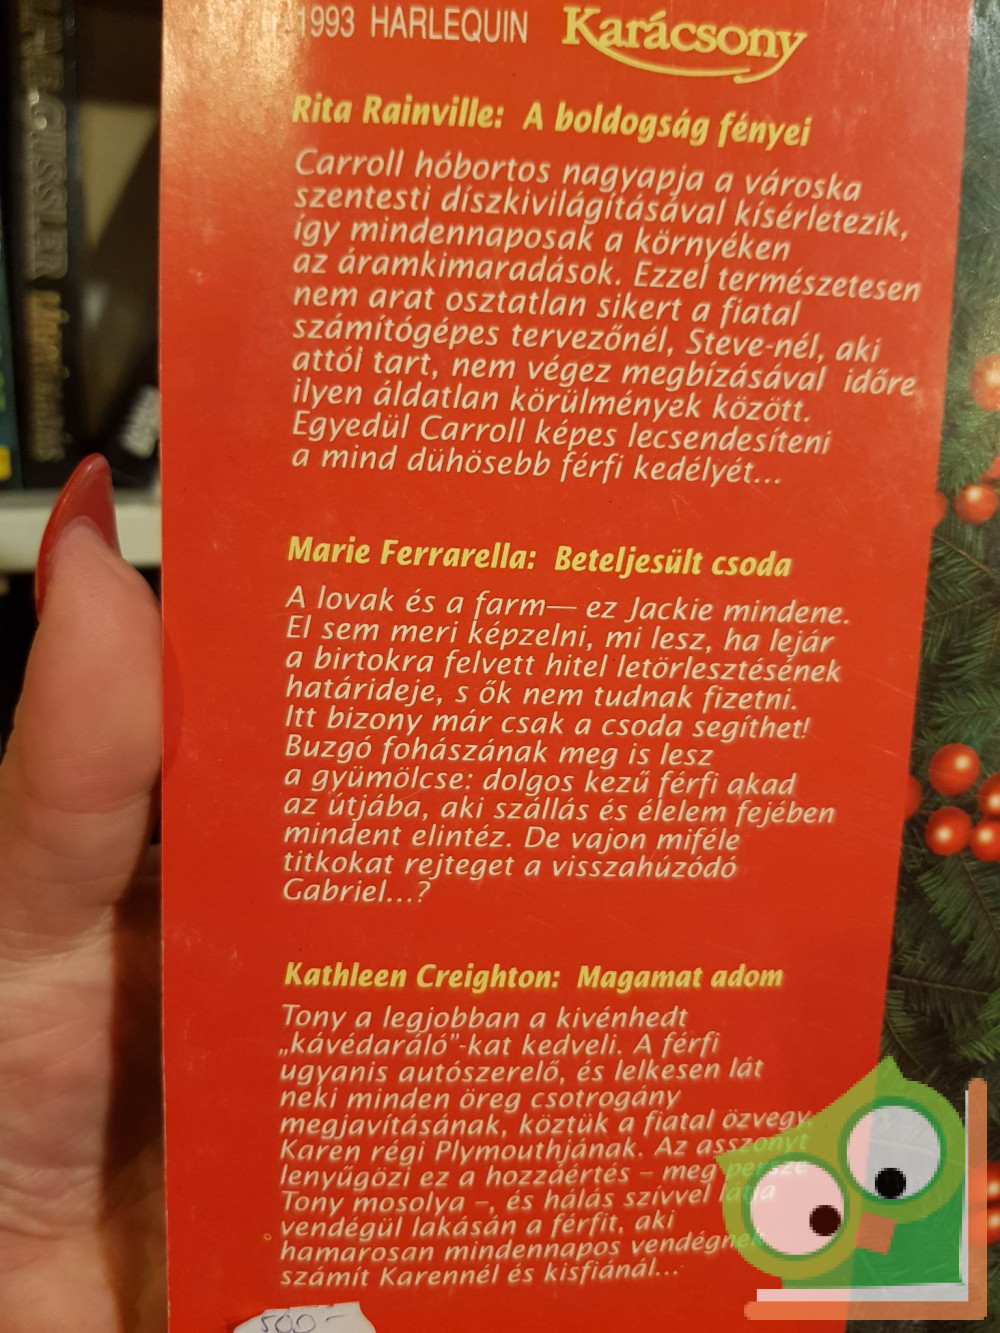 1993 HARLEQUIN Karácsony
Rita Rainville: A boldogság fényei
Carroll hóbortos nagyapja a városka
szentesti díszkivilágításával kísérletezik,
így mindennaposak a környéken
az áramkimaradások. Ezzel természetesen
nem arat osztatlan sikert a fiatal
számítógépes tervezőnél, Steve-nél, aki
attól tart, nem végez megbízásával időre
ilyen áldatlan körülmények között.
Egyedül Carroll képes lecsendesíteni
a mind dühösebb férfi kedélyét...
Marie Ferrarella: Beteljesült csoda
A lovak és a farm— ez Jackie mindene.
El sem meri képzelni, mi lesz, ha lejár
a birtokra felvett hitel letörlesztésének
határideje, s ők nem tudnak fizetni.
Itt bizony már csak a csoda segíthet!
Buzgó fohászának meg is lesz
a gyümölcse: dolgos kezű férfi akad
az útjába, aki szállás és élelem fejében
mindent elintéz. De vajon miféle
titkokat rejteget a visszahúzódó
Gabriel...?
Kathleen Creighton: Magamat adom
Tony a legjobban a kivénhedt
„kávédaráló"-kat kedveli. A férfi
ugyanis autószerelő, és lelkesen lát
neki minden öreg csotrogány
megjavításának, köztük a fiatal özvegy,
Karen régi Plymouthjának. Az asszonyt
lenyűgözi ez a hozzáértés – meg persze
Tony mosolya –, és hálás szívvel látja
vendégül lakásán a férfit, aki
hamarosan mindennapos vendégnek
számít Karennél és kisfiánál...
500-
CUSSLER